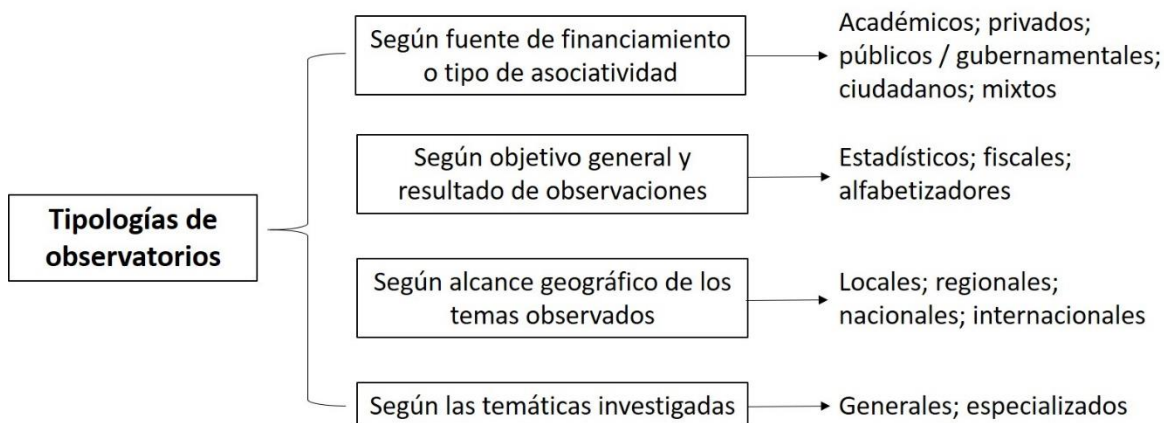 Tipologías de
observatorios
Según fuente de financiamiento
o tipo de asociatividad
Académicos; privados;
públicos / gubernamentales;
ciudadanos; mixtos
Según objetivo general y
resultado de observaciones
Estadísticos; fiscales;
alfabetizadores
Según alcance geográfico de los
temas observados
Locales; regionales;
nacionales; internacionales
Según las temáticas investigadas
Generales; especializados